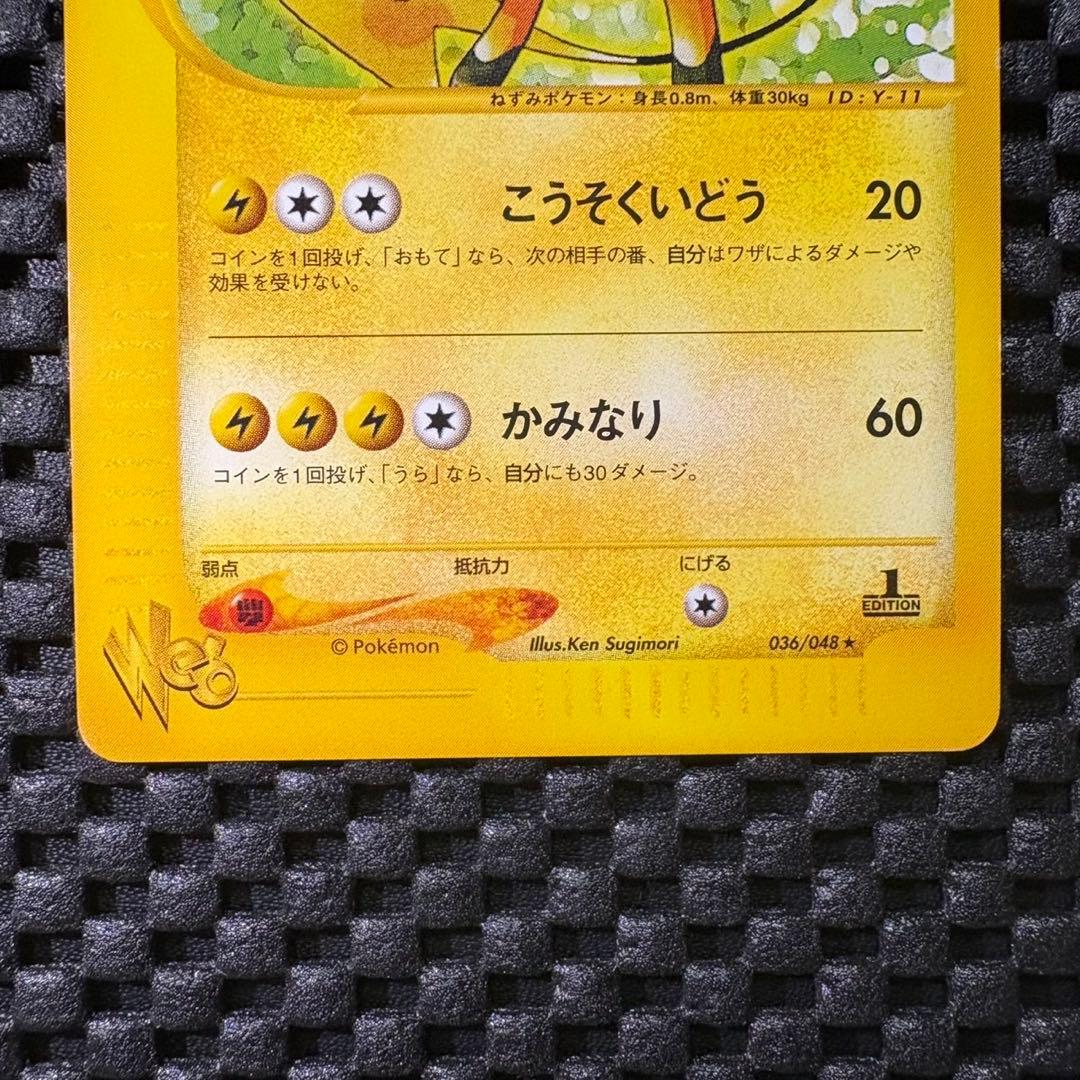 ねずみポケモン：身長0.8m、体重30kg ID:Y-11
こうそくいどう 20
コインを1回投げ、「おもて」なら、次の相手の番、自分はワザによるダメージや
効果を受けない。
かみなり 60
コインを1回投げ、「うら」なら、自分にも30ダメージ。
弱点 抵抗力 にげる
1
EDITION
©Pokémon Illus.Ken Sugimori 036/048★
Web